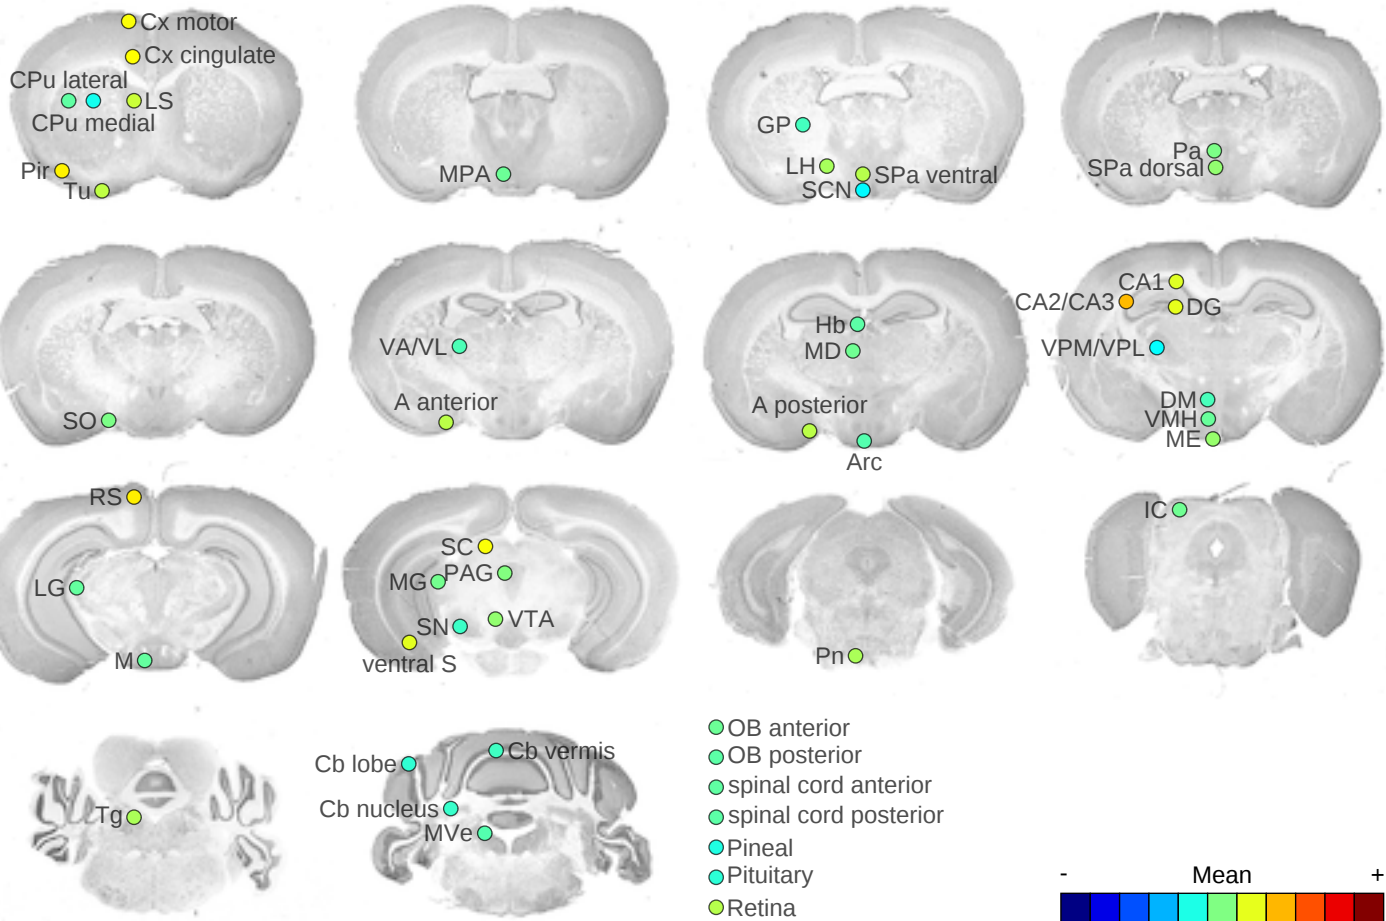 Cx motor
Cx cingulate
CPu lateral
LS
CPu medial
Pir
Tu
MPA
GP
LH
SPa ventral
SCN
Pa
SPa dorsal
SO
VA/VL
A anterior
Hb
MD
A posterior
Arc
CA1
CA2/CA3
DG
VPM/VPL
DM
VMH
ME
RS
LG
M
SC
MG
PAG
SN
VTA
ventral S
Pn
IC
Tg
Cb lobe
Cb vermis
Cb nucleus
MVe
OB anterior
OB posterior
spinal cord anterior
spinal cord posterior
Pineal
Pituitary
Retina
- Mean +